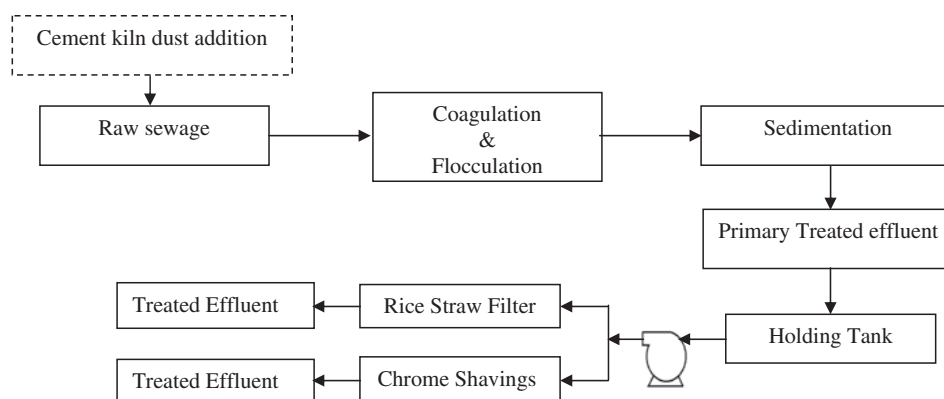 Cement kiln dust addition
Raw sewage
Coagulation
&
Flocculation
Sedimentation
Primary Treated effluent
Holding Tank
Rice Straw Filter
Treated Effluent
Chrome Shavings
Treated Effluent